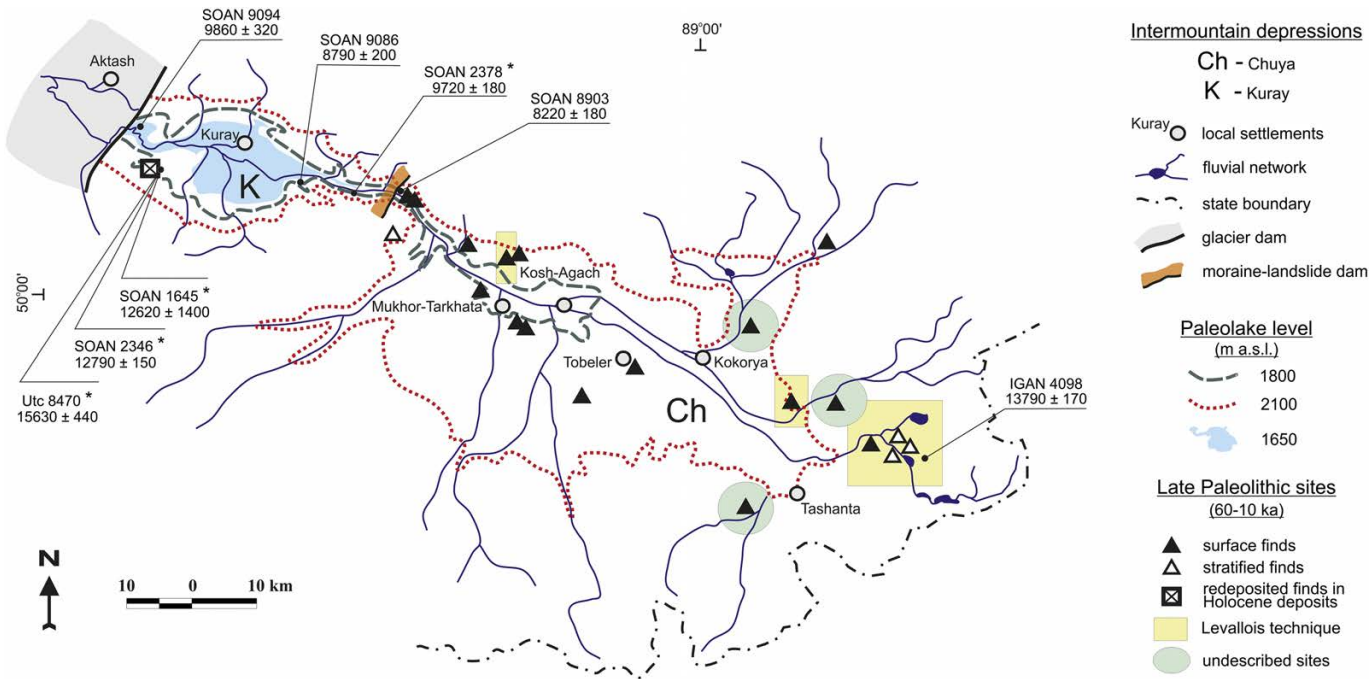 SOAN 9094
9860 ± 320
Aktash
SOAN 9086
8790 ± 200
SOAN 2378 *
9720 ± 180
SOAN 8903
8220 ± 180
89°00'
Kuray
K
50°00'
SOAN 1645 *
12620 ± 1400
SOAN 2346 *
12790 ± 150
Utc 8470 *
15630 ± 440
Kosh-Agach
Mukhor-Tarkhata
Tobeler
Kokorya
Ch
IGAN 4098
13790 ± 170
Tashanta
N
10 0 10 km
Intermountain depressions
Ch - Chuya
K - Kuray
Kuray local settlements
fluvial network
state boundary
glacier dam
moraine-landslide dam
Paleolake level
(m a.s.l.)
1800
2100
1650
Late Paleolithic sites
(60-10 ka)
surface finds
stratified finds
redeposited finds in
Holocene deposits
Levallois technique
undescribed sites